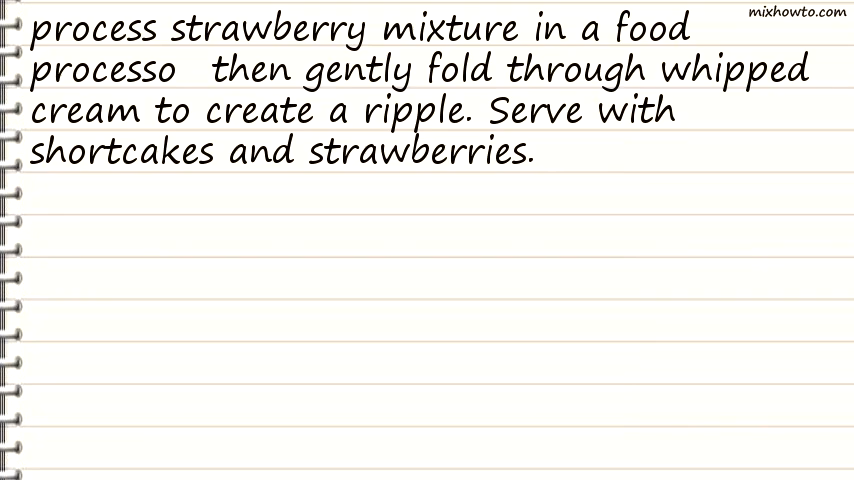 mixhowto.com
process strawberry mixture in a food
processo then gently fold through whipped
cream to create a ripple. Serve with
shortcakes and strawberries.